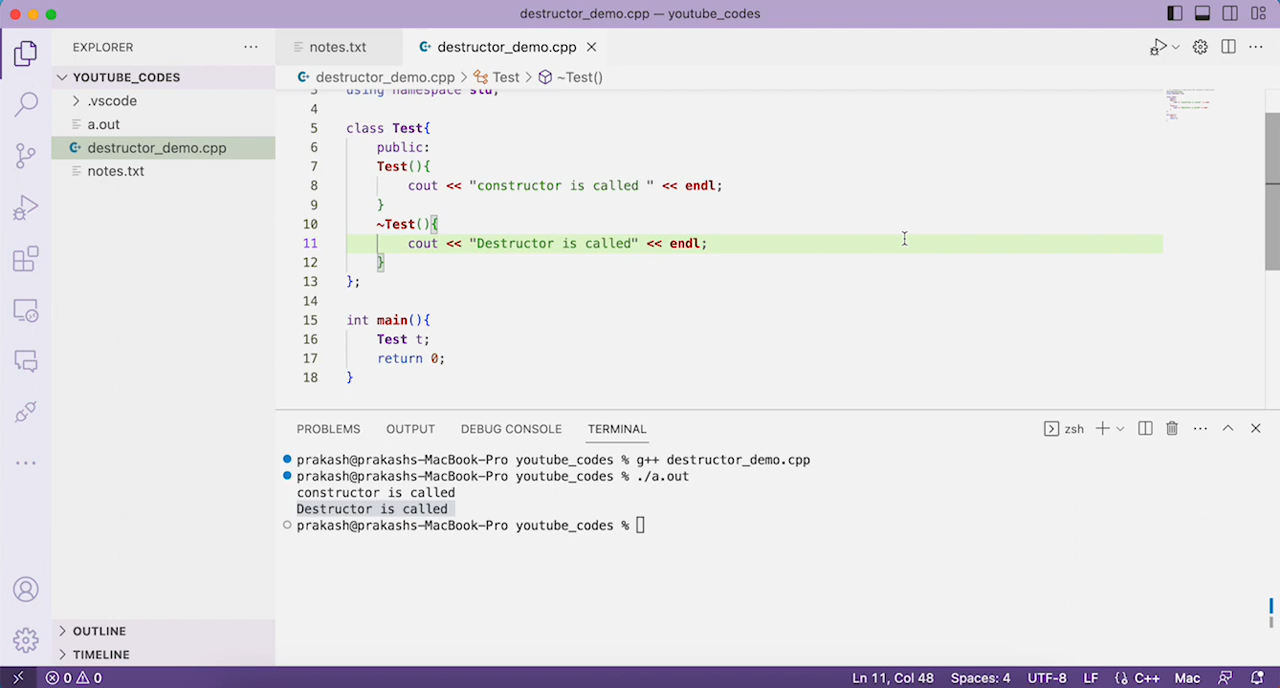 destructor_demo.cpp — youtube_codes
EXPLORER
YOUTUBE_CODES
.vscode
a.out
destructor_demo.cpp
notes.txt
OUTLINE
TIMELINE
notes.txt
destructor_demo.cpp
destructor_demo.cpp > Test > ~Test()
3 using namespace std;
4
5 class Test{
6 public:
7 Test(){
8 cout << "constructor is called " << endl;
9 }
10 ~Test(){
11 cout << "Destructor is called" << endl;
12 }
13 };
14
15 int main(){
16 Test t;
17 return 0;
18 }
PROBLEMS OUTPUT DEBUG CONSOLE TERMINAL
zsh
prakash@prakashs-MacBook-Pro youtube_codes % g++ destructor_demo.cpp
prakash@prakashs-MacBook-Pro youtube_codes % ./a.out
constructor is called
Destructor is called
prakash@prakashs-MacBook-Pro youtube_codes %
0 0 Ln 11, Col 48 Spaces: 4 UTF-8 LF {} C++ Mac